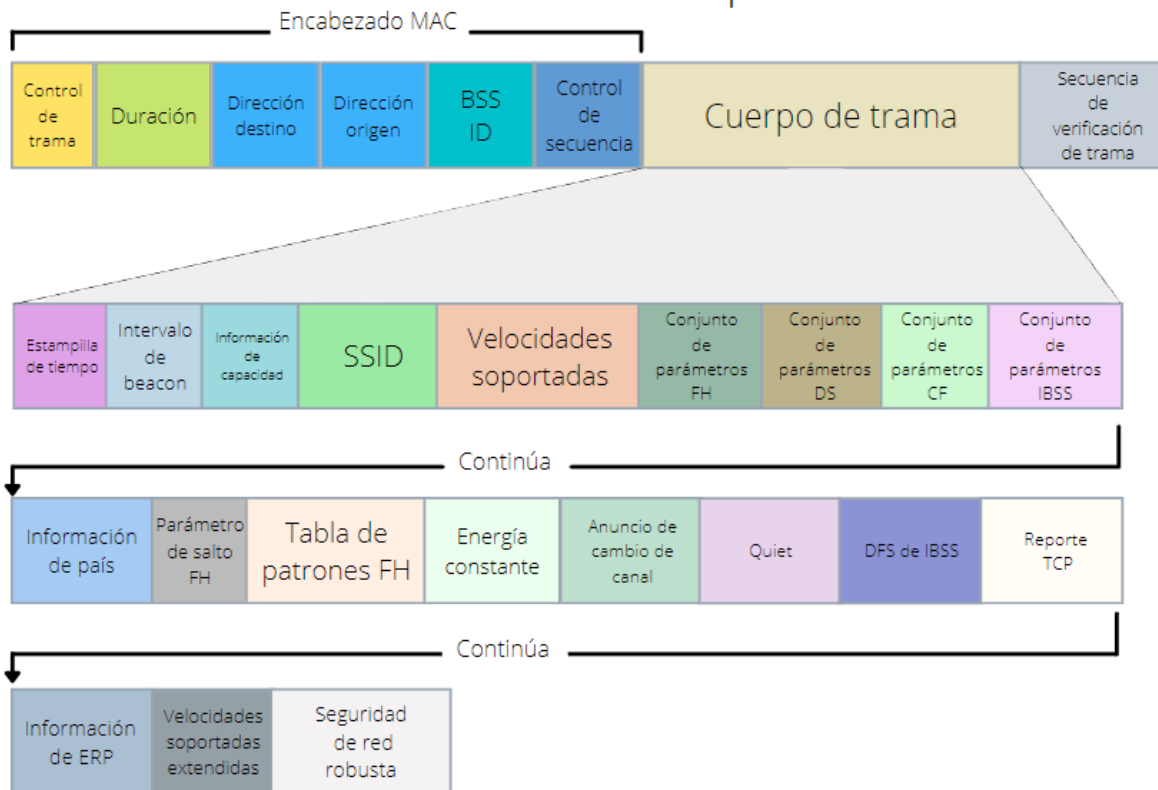 Encabezado MAC
Control
de
trama
Duración
Dirección
destino
Dirección
origen
BSS
ID
Control
de
secuencia
Cuerpo de trama
Secuencia
de
verificación
de trama
Estampilla
de tiempo
Intervalo
de
beacon
Información
de
capacidad
SSID
Velocidades
soportadas
Conjunto
de
parámetros
FH
Conjunto
de
parámetros
DS
Conjunto
de
parámetros
CF
Conjunto
de
parámetros
IBSS
Continúa
Información
de país
Parámetro
de salto
FH
Tabla de
patrones FH
Energía
constante
Anuncio de
cambio de
canal
Quiet
DFS de IBSS
Reporte
TCP
Continúa
Información
de ERP
Velocidades
soportadas
extendidas
Seguridad
de red
robusta